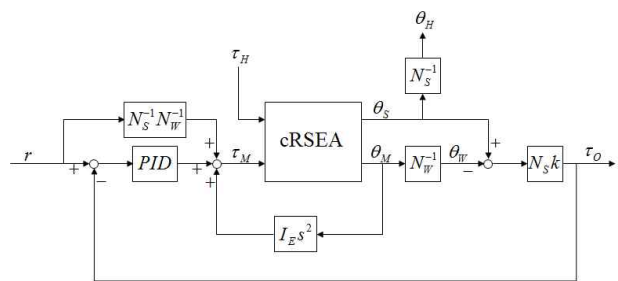 θ_H
N_S^{-1}
τ_H
θ_S
N_S^{-1} N_W^{-1}
cRSEA
+
+
r
+
−
PID
+
+
τ_M
θ_M
N_W^{-1}
θ_W
−
N_S k
τ_O
I_E s^2